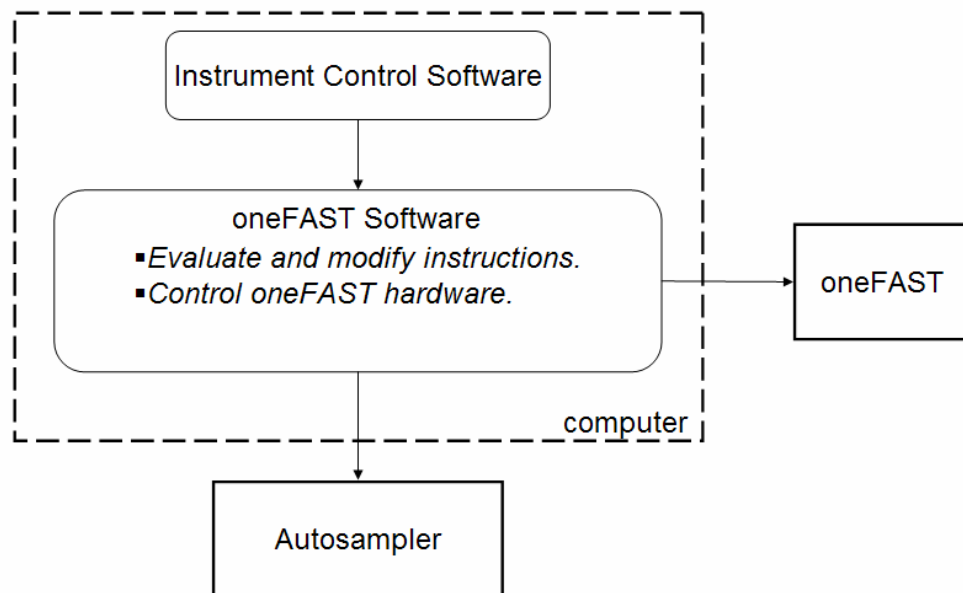 Instrument Control Software
oneFAST Software
▪Evaluate and modify instructions.
▪Control oneFAST hardware.
oneFAST
computer
Autosampler